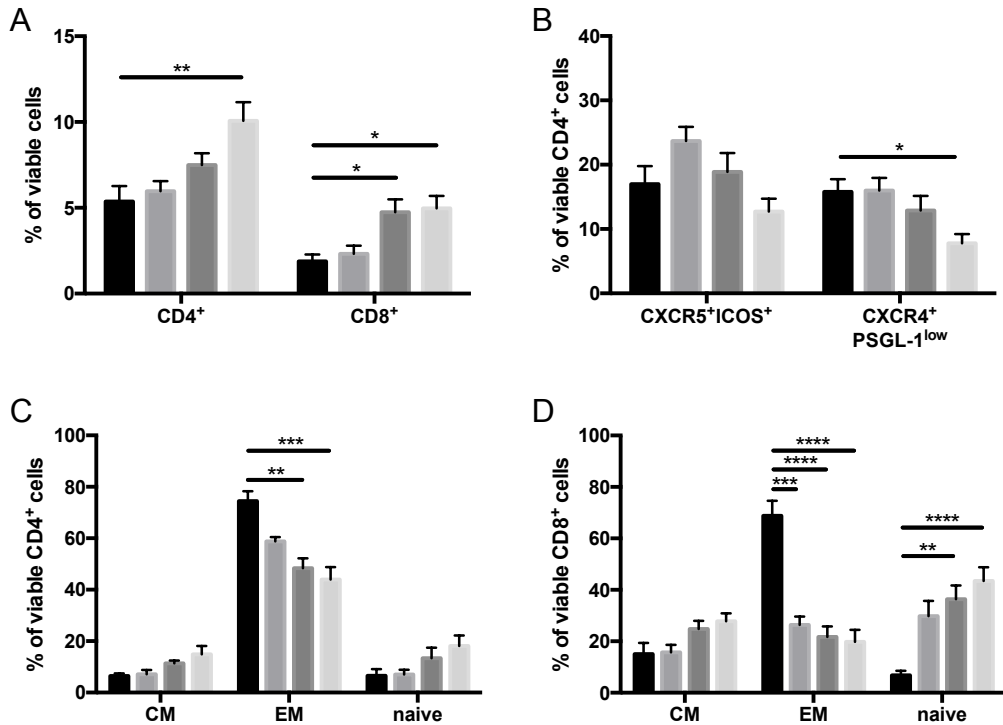 A
% of viable cells
15
10
5
0
**
*
*
CD4⁺
CD8⁺
B
% of viable CD4⁺ cells
40
30
20
10
0
*
CXCR5⁺ICOS⁺
CXCR4⁺
PSGL-1ˡᵒʷ
C
% of viable CD4⁺ cells
100
80
60
40
20
0
***
**
CM
EM
naive
D
% of viable CD8⁺ cells
100
80
60
40
20
0
****
****
***
****
**
CM
EM
naive